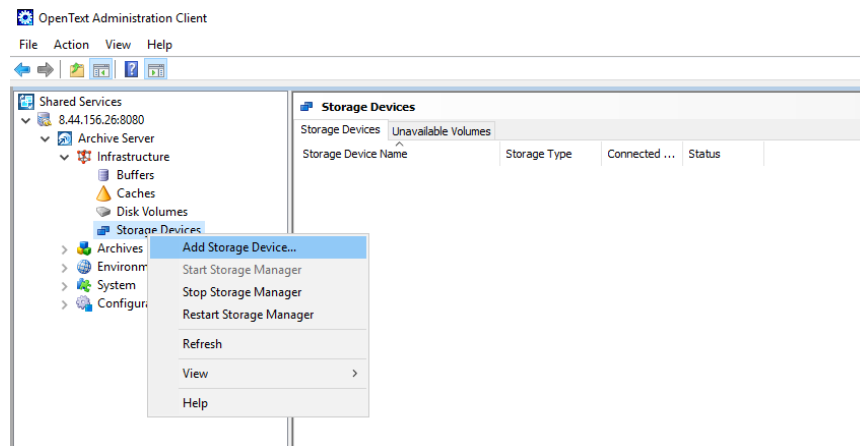 OpenText Administration Client
File Action View Help
Shared Services
8.44.156.26:8080
Archive Server
Infrastructure
Buffers
Caches
Disk Volumes
Storage Devices
Archives
Environm
System
Configura
Add Storage Device...
Start Storage Manager
Stop Storage Manager
Restart Storage Manager
Refresh
View
Help
Storage Devices
Storage Devices Unavailable Volumes
Storage Device Name Storage Type Connected ... Status